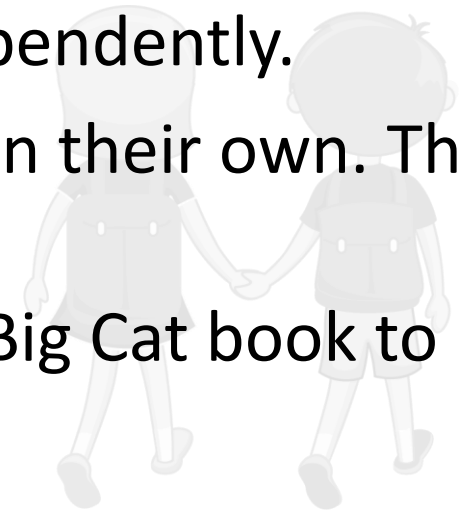 pendently.
n their own. Th
Big Cat book to